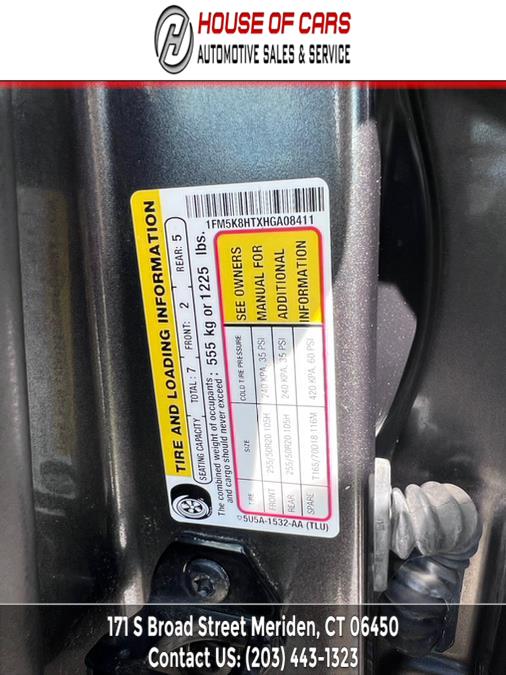 HOUSE OF CARS
AUTOMOTIVE SALES & SERVICE
1FM5K8HTXHGA08411
TIRE AND LOADING INFORMATION
SEATING CAPACITY TOTAL: 7 FRONT: 2 REAR: 5
The combined weight of occupants : 555 kg or 1225 lbs.
and cargo should never exceed :
TIRE SIZE COLD TIRE PRESSURE SEE OWNERS
FRONT 255/50R20 105H 240 KPA, 35 PSI MANUAL FOR
REAR 255/50R20 105H 240 KPA, 35 PSI ADDITIONAL
SPARE T165/70D18 116M 420 KPA, 60 PSI INFORMATION
5U5A-1532-AA (TLU)
171 S Broad Street Meriden, CT 06450
Contact US: (203) 443-1323